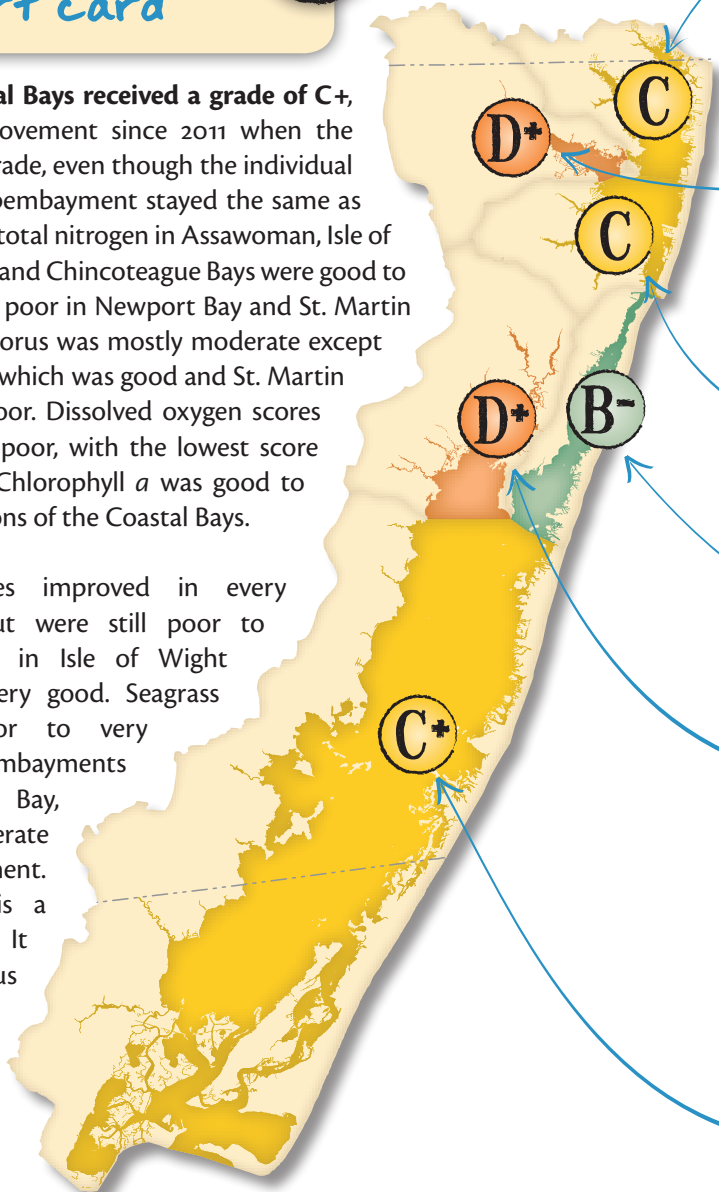 card
al Bays received a grade of C+,
ovement since 2011 when the
rade, even though the individual
bembayment stayed the same as
total nitrogen in Assawoman, Isle of
and Chincoteague Bays were good to
poor in Newport Bay and St. Martin
orus was mostly moderate except
which was good and St. Martin
oor. Dissolved oxygen scores
poor, with the lowest score
Chlorophyll a was good to
ons of the Coastal Bays.
es improved in every
ut were still poor to
in Isle of Wight
ery good. Seagrass
or to very
mbayments
Bay,
erate
nent.
is a
It
us
C
D+
C
D+
B-
C+